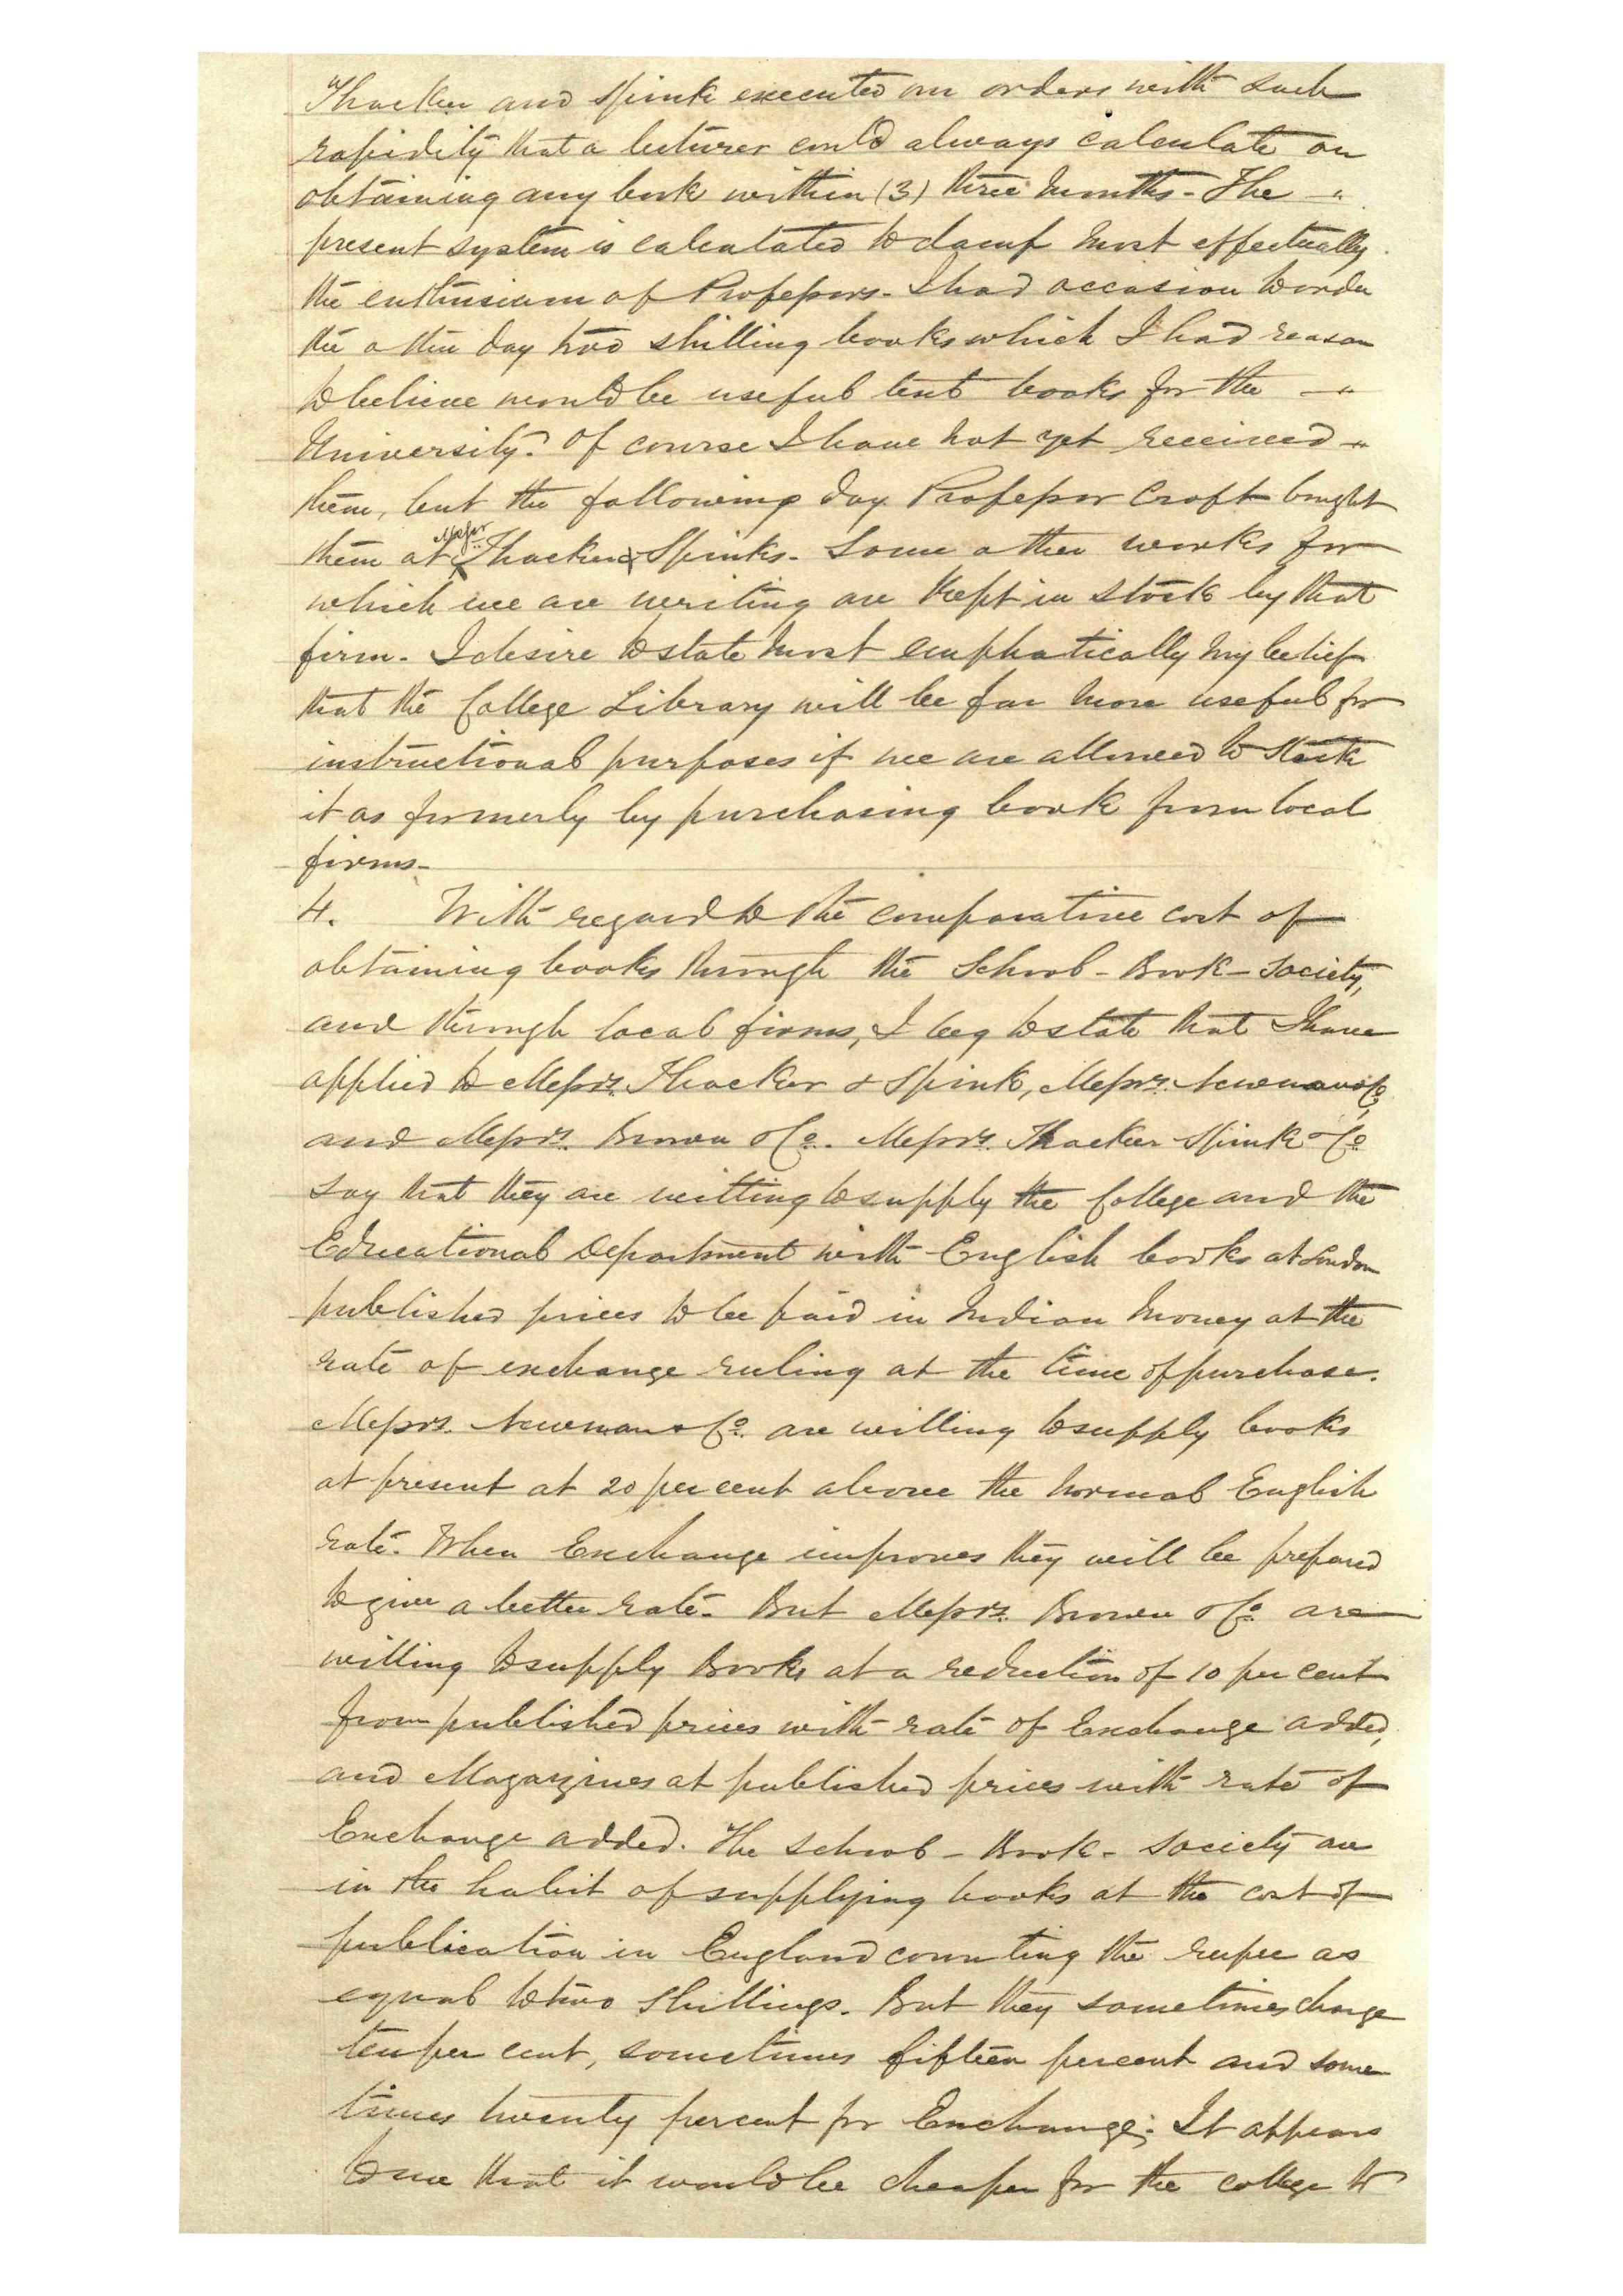 Thacker and Spink executed our orders with such
rapidity that a lecturer could always calculate on
obtaining any book within (3) three months - The - "
present system is calculated to damp most effectually
the enthusiasm of Professors - I had occasion to order
the other day two shilling books which I had reason
to believe would be useful text books for the - "
University. Of course I have not yet received - "
them, but the following day Professor Croft bought
Messrs
them at Thacker & Spinks - Some other works for
which we are writing are kept in stock by that
firm - I desire to state most emphatically my belief
that the College Library will be far more useful for
instructional purposes if we are allowed to stock
it as formerly by purchasing book from local
firms -
4. With regard to the comparative cost of
obtaining books through the School - Book - Society,
and through local firms, I beg to state that I have
applied to Messrs. Thacker & Spink, Messrs. Newman & Co,
and Messrs. Brown & Co. Messrs. Thacker Spink & Co
say that they are willing to supply the College and the
Educational Department with English books at London
published prices to be paid in Indian money at the
rate of exchange ruling at the time of purchase.
Messrs. Newman & Co. are willing to supply books
at present at 20 per cent above the normal English
rate. When Exchange improves they will be prepared
to give a better rate. But Messrs. Brown & Co. are
willing to supply Books at a reduction of 10 per cent
from published prices with rate of Exchange added,
and Magazines at published prices with rate of
Exchange added. The School - Book - Society are
in the habit of supplying books at the cost of
publication in England counting the rupee as
equal to two shillings. But they sometimes charge
ten per cent, sometimes fifteen percent and some
times twenty percent for Exchange; It appears
to me that it would be cheaper for the college to